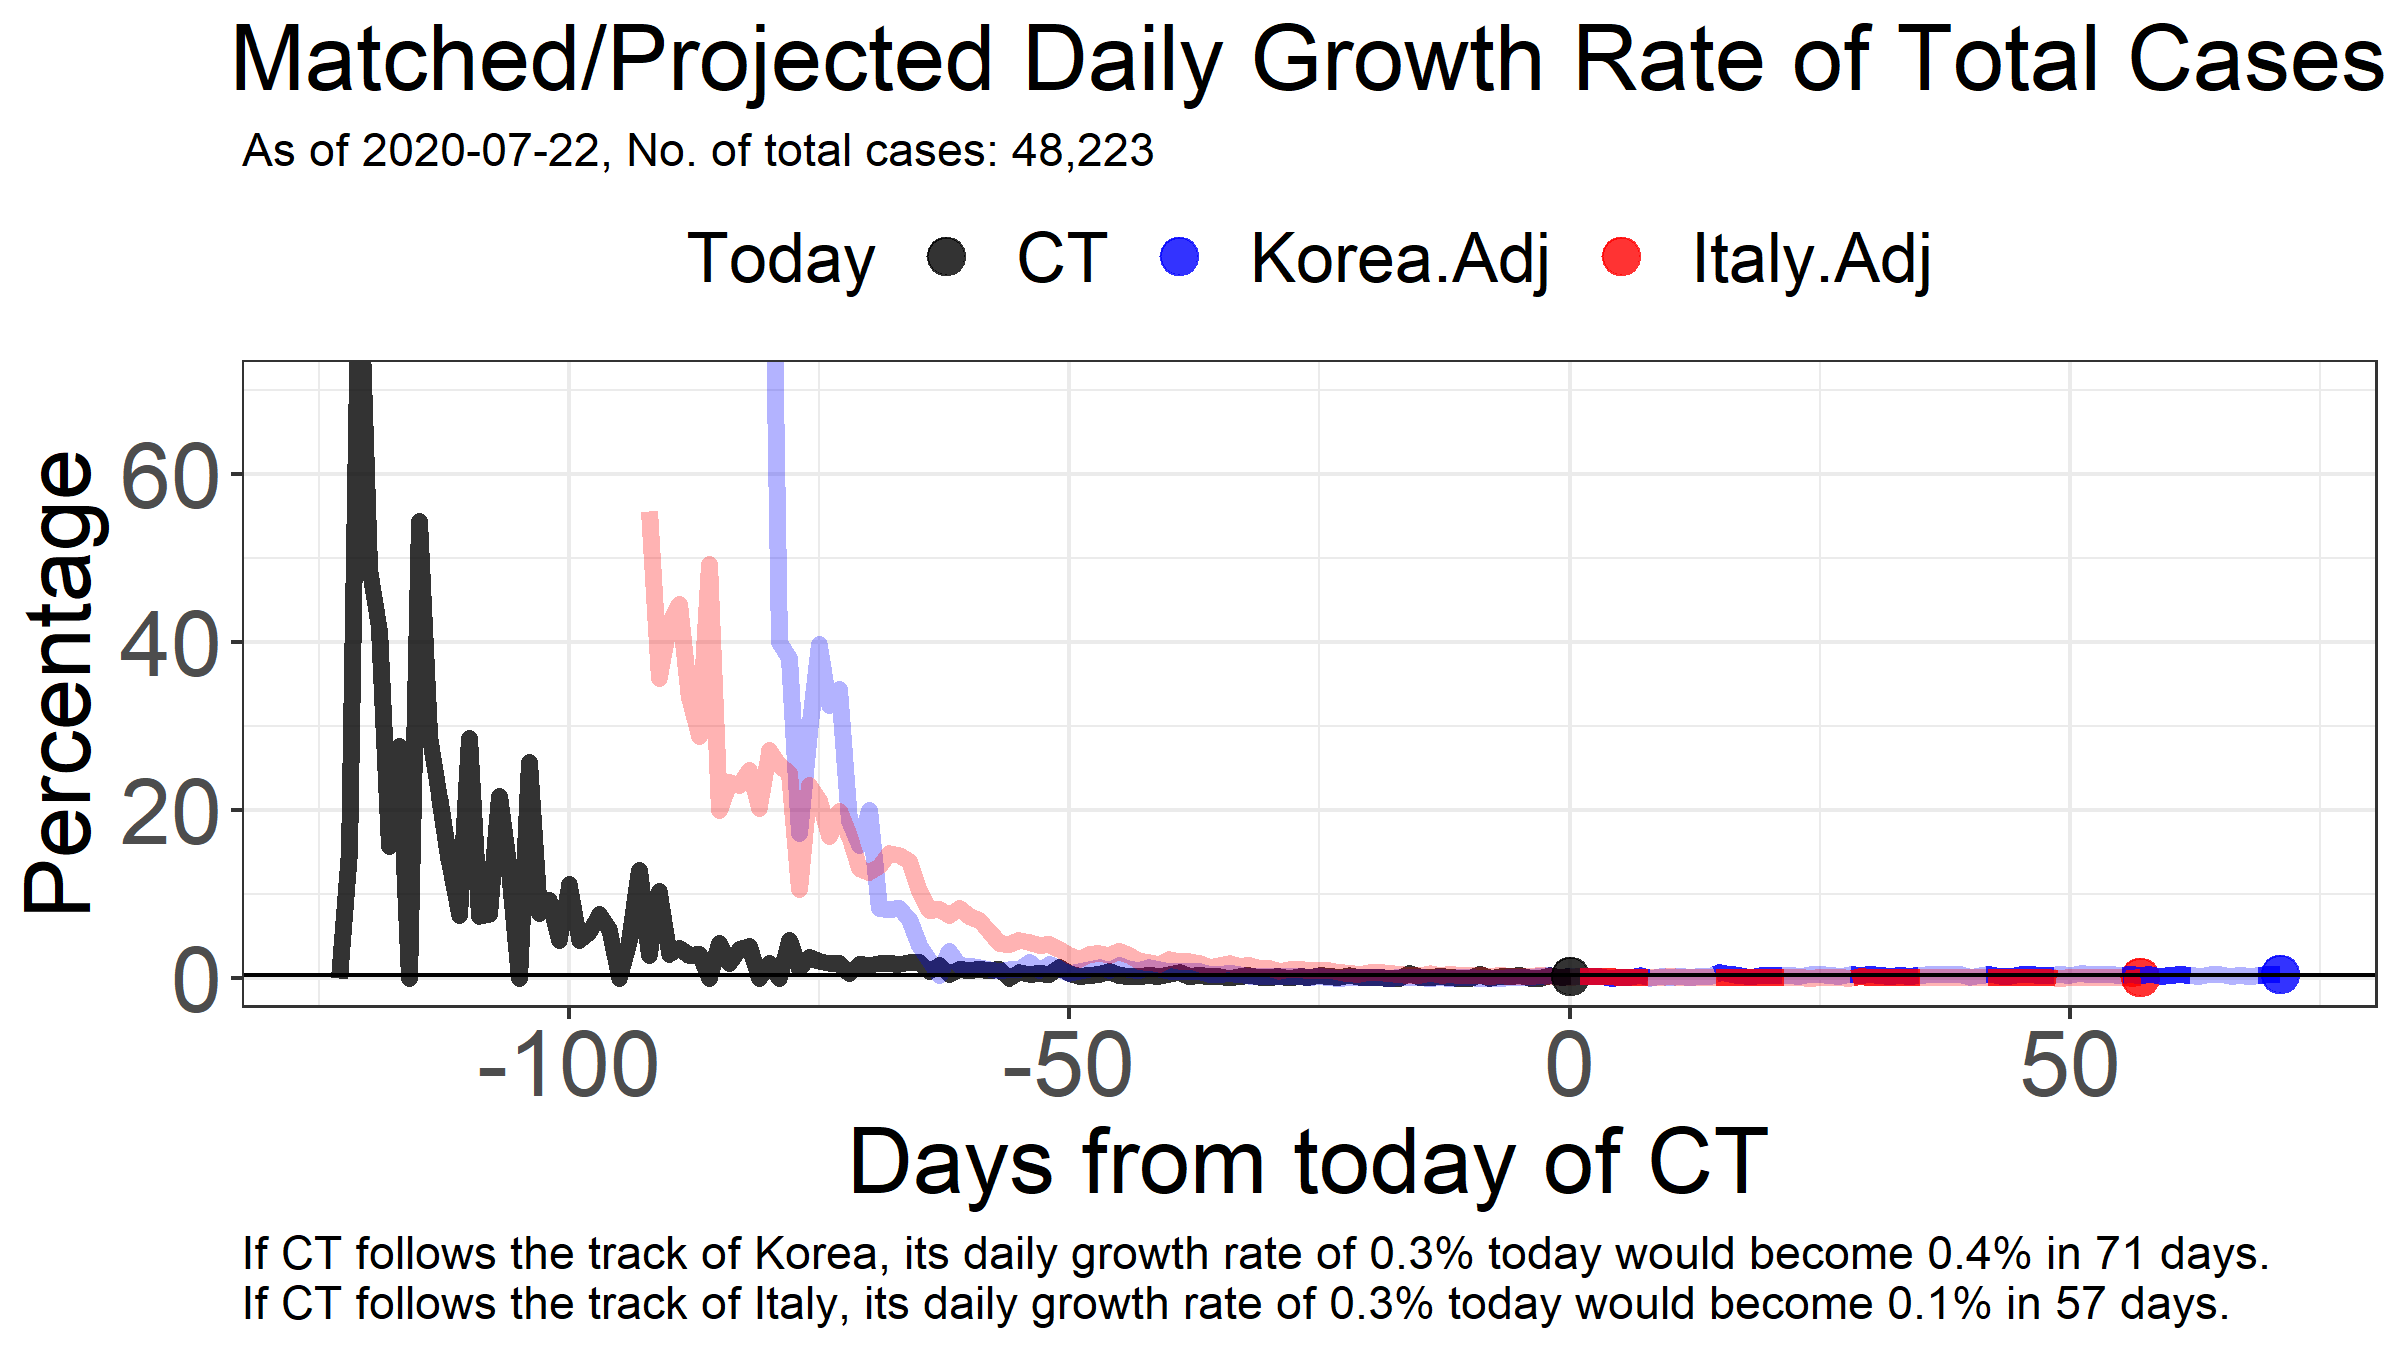 Matched/Projected Daily Growth Rate of Total Cases
As of 2020-07-22, No. of total cases: 48,223
Today CT Korea.Adj Italy.Adj
Percentage
60
40
20
0
-100 -50 0 50
Days from today of CT
If CT follows the track of Korea, its daily growth rate of 0.3% today would become 0.4% in 71 days.
If CT follows the track of Italy, its daily growth rate of 0.3% today would become 0.1% in 57 days.